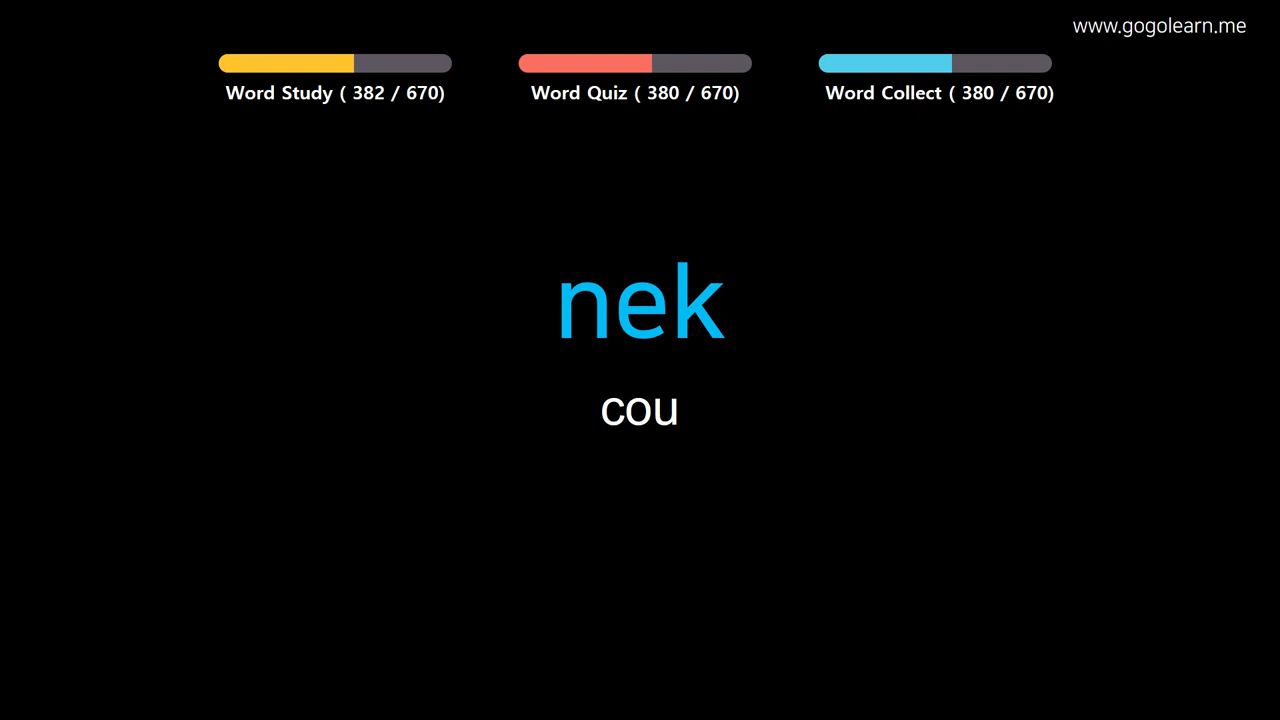 www.gogolearn.me
Word Study ( 382 / 670)
Word Quiz ( 380 / 670)
Word Collect ( 380 / 670)
nek
cou